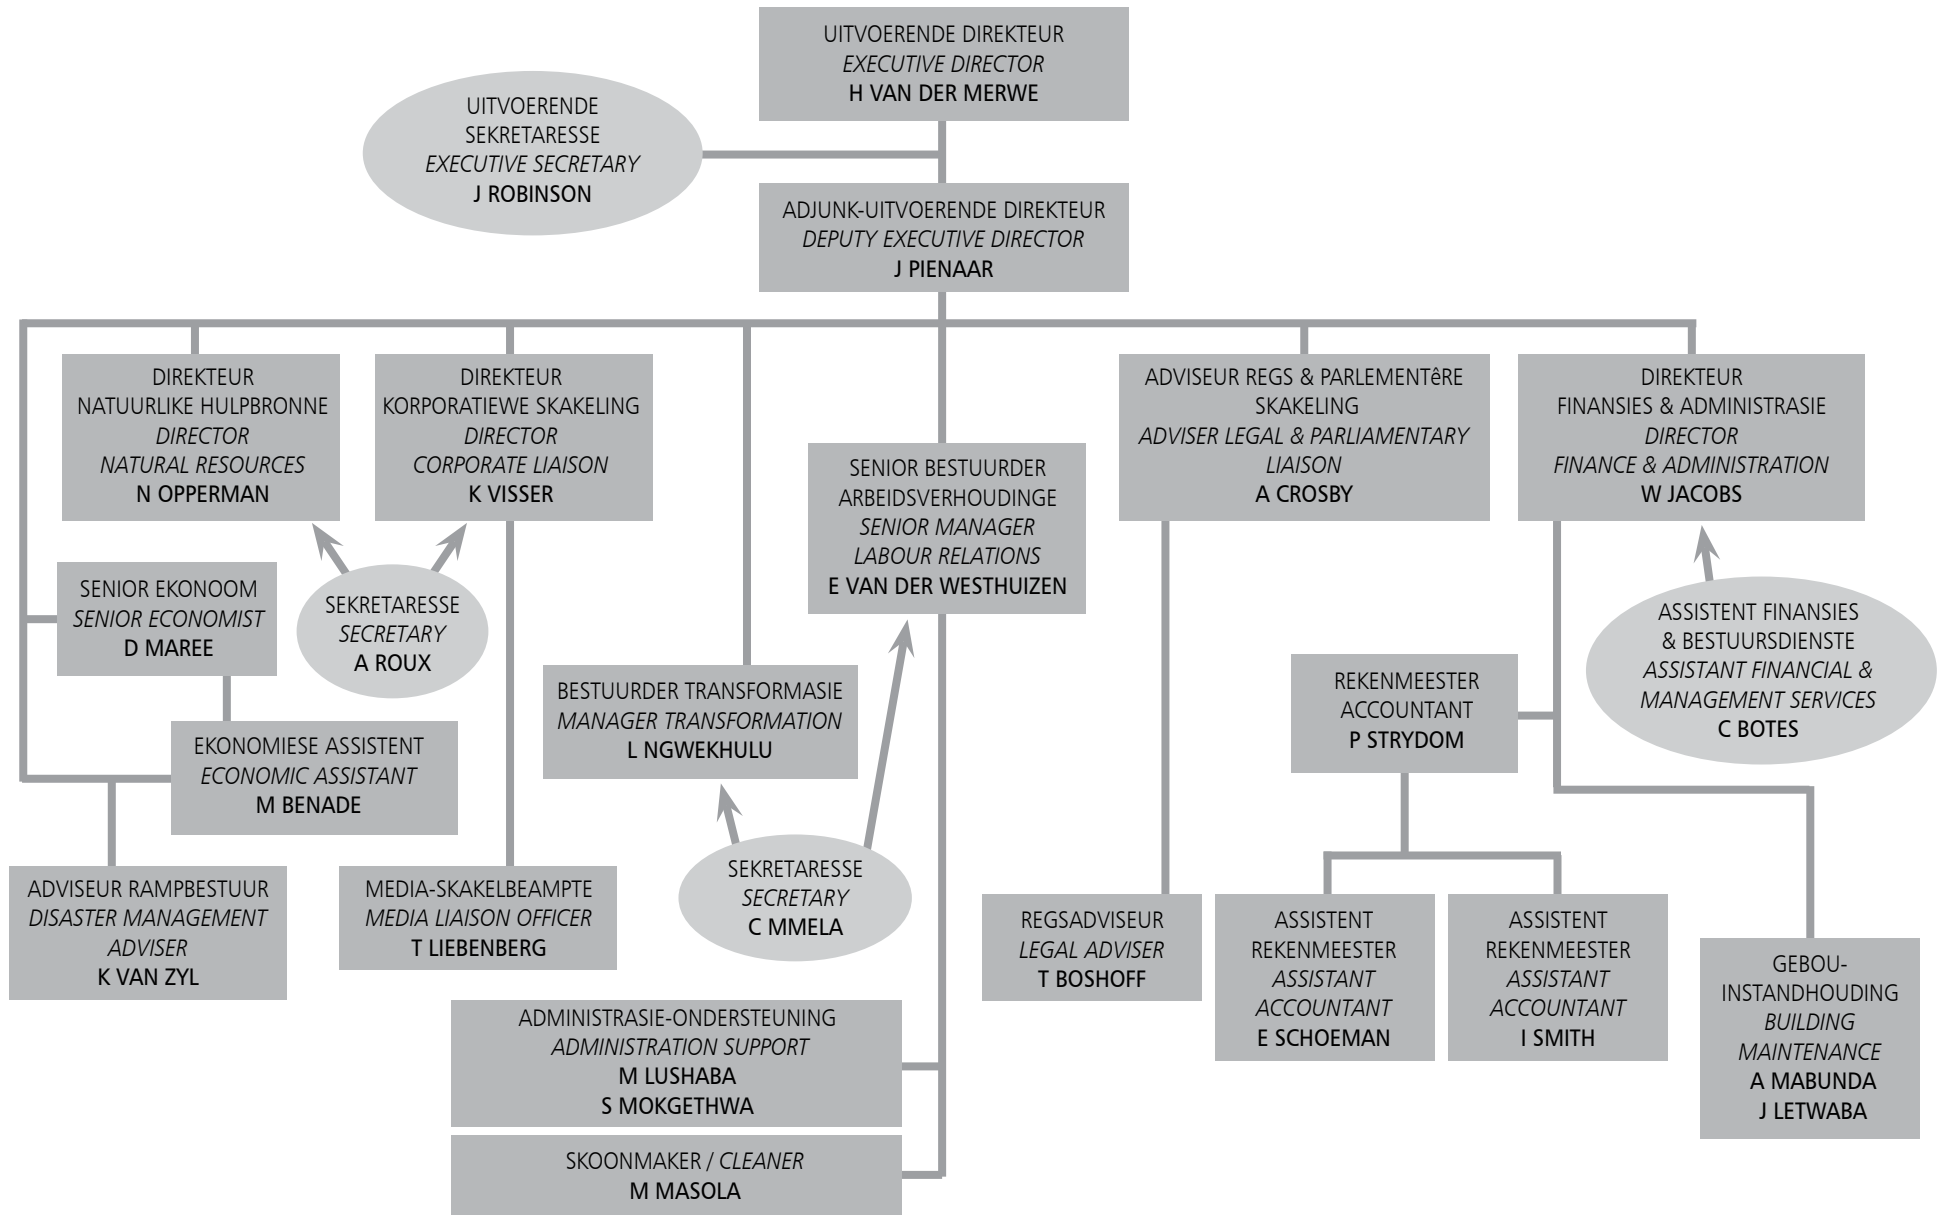 UITVOERENDE DIREKTEUR
EXECUTIVE DIRECTOR
H VAN DER MERWE
UITVOERENDE
SEKRETARESSE
EXECUTIVE SECRETARY
J ROBINSON
ADJUNK-UITVOERENDE DIREKTEUR
DEPUTY EXECUTIVE DIRECTOR
J PIENAAR
DIREKTEUR
NATUURLIKE HULPBRONNE
DIRECTOR
NATURAL RESOURCES
N OPPERMAN
DIREKTEUR
KORPORATIEWE SKAKELING
DIRECTOR
CORPORATE LIAISON
K VISSER
SENIOR BESTUURDER
ARBEIDSVERHOUDINGE
SENIOR MANAGER
LABOUR RELATIONS
E VAN DER WESTHUIZEN
ADVISEUR REGS & PARLEMENTêRE
SKAKELING
ADVISER LEGAL & PARLIAMENTARY
LIAISON
A CROSBY
DIREKTEUR
FINANSIES & ADMINISTRASIE
DIRECTOR
FINANCE & ADMINISTRATION
W JACOBS
SENIOR EKONOOM
SENIOR ECONOMIST
D MAREE
SEKRETARESSE
SECRETARY
A ROUX
BESTUURDER TRANSFORMASIE
MANAGER TRANSFORMATION
L NGWEKHULU
REKENMEESTER
ACCOUNTANT
P STRYDOM
ASSISTENT FINANSIES
& BESTUURSDIENSTE
ASSISTANT FINANCIAL &
MANAGEMENT SERVICES
C BOTES
EKONOMIESE ASSISTENT
ECONOMIC ASSISTANT
M BENADE
ADVISEUR RAMPBESTUUR
DISASTER MANAGEMENT
ADVISER
K VAN ZYL
MEDIA-SKAKELBEAMPTE
MEDIA LIAISON OFFICER
T LIEBENBERG
SEKRETARESSE
SECRETARY
C MMELA
REGSADVISEUR
LEGAL ADVISER
T BOSHOFF
ASSISTENT
REKENMEESTER
ASSISTANT
ACCOUNTANT
E SCHOEMAN
ASSISTENT
REKENMEESTER
ASSISTANT
ACCOUNTANT
I SMITH
GEBOU-
INSTANDHOUDING
BUILDING
MAINTENANCE
A MABUNDA
J LETWABA
ADMINISTRASIE-ONDERSTEUNING
ADMINISTRATION SUPPORT
M LUSHABA
S MOKGETHWA
SKOONMAKER / CLEANER
M MASOLA